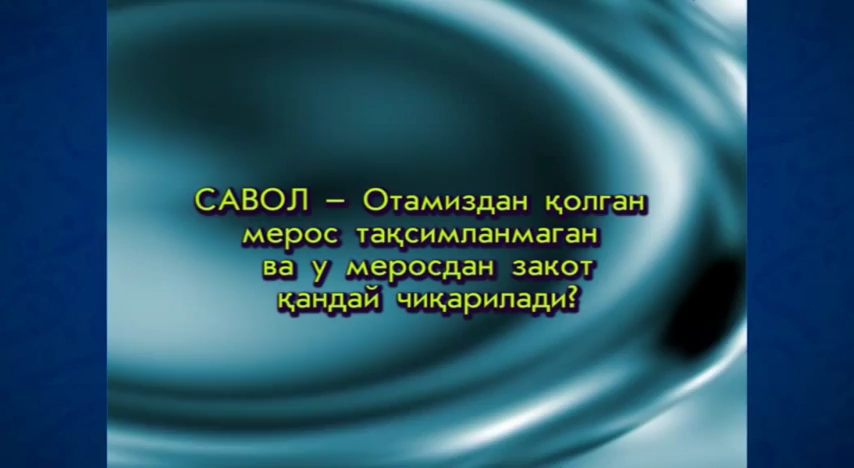 САВОЛ – Отамиздан қолган
мерос тақсимланмаган
ва у меросдан закот
қандай чиқарилади?